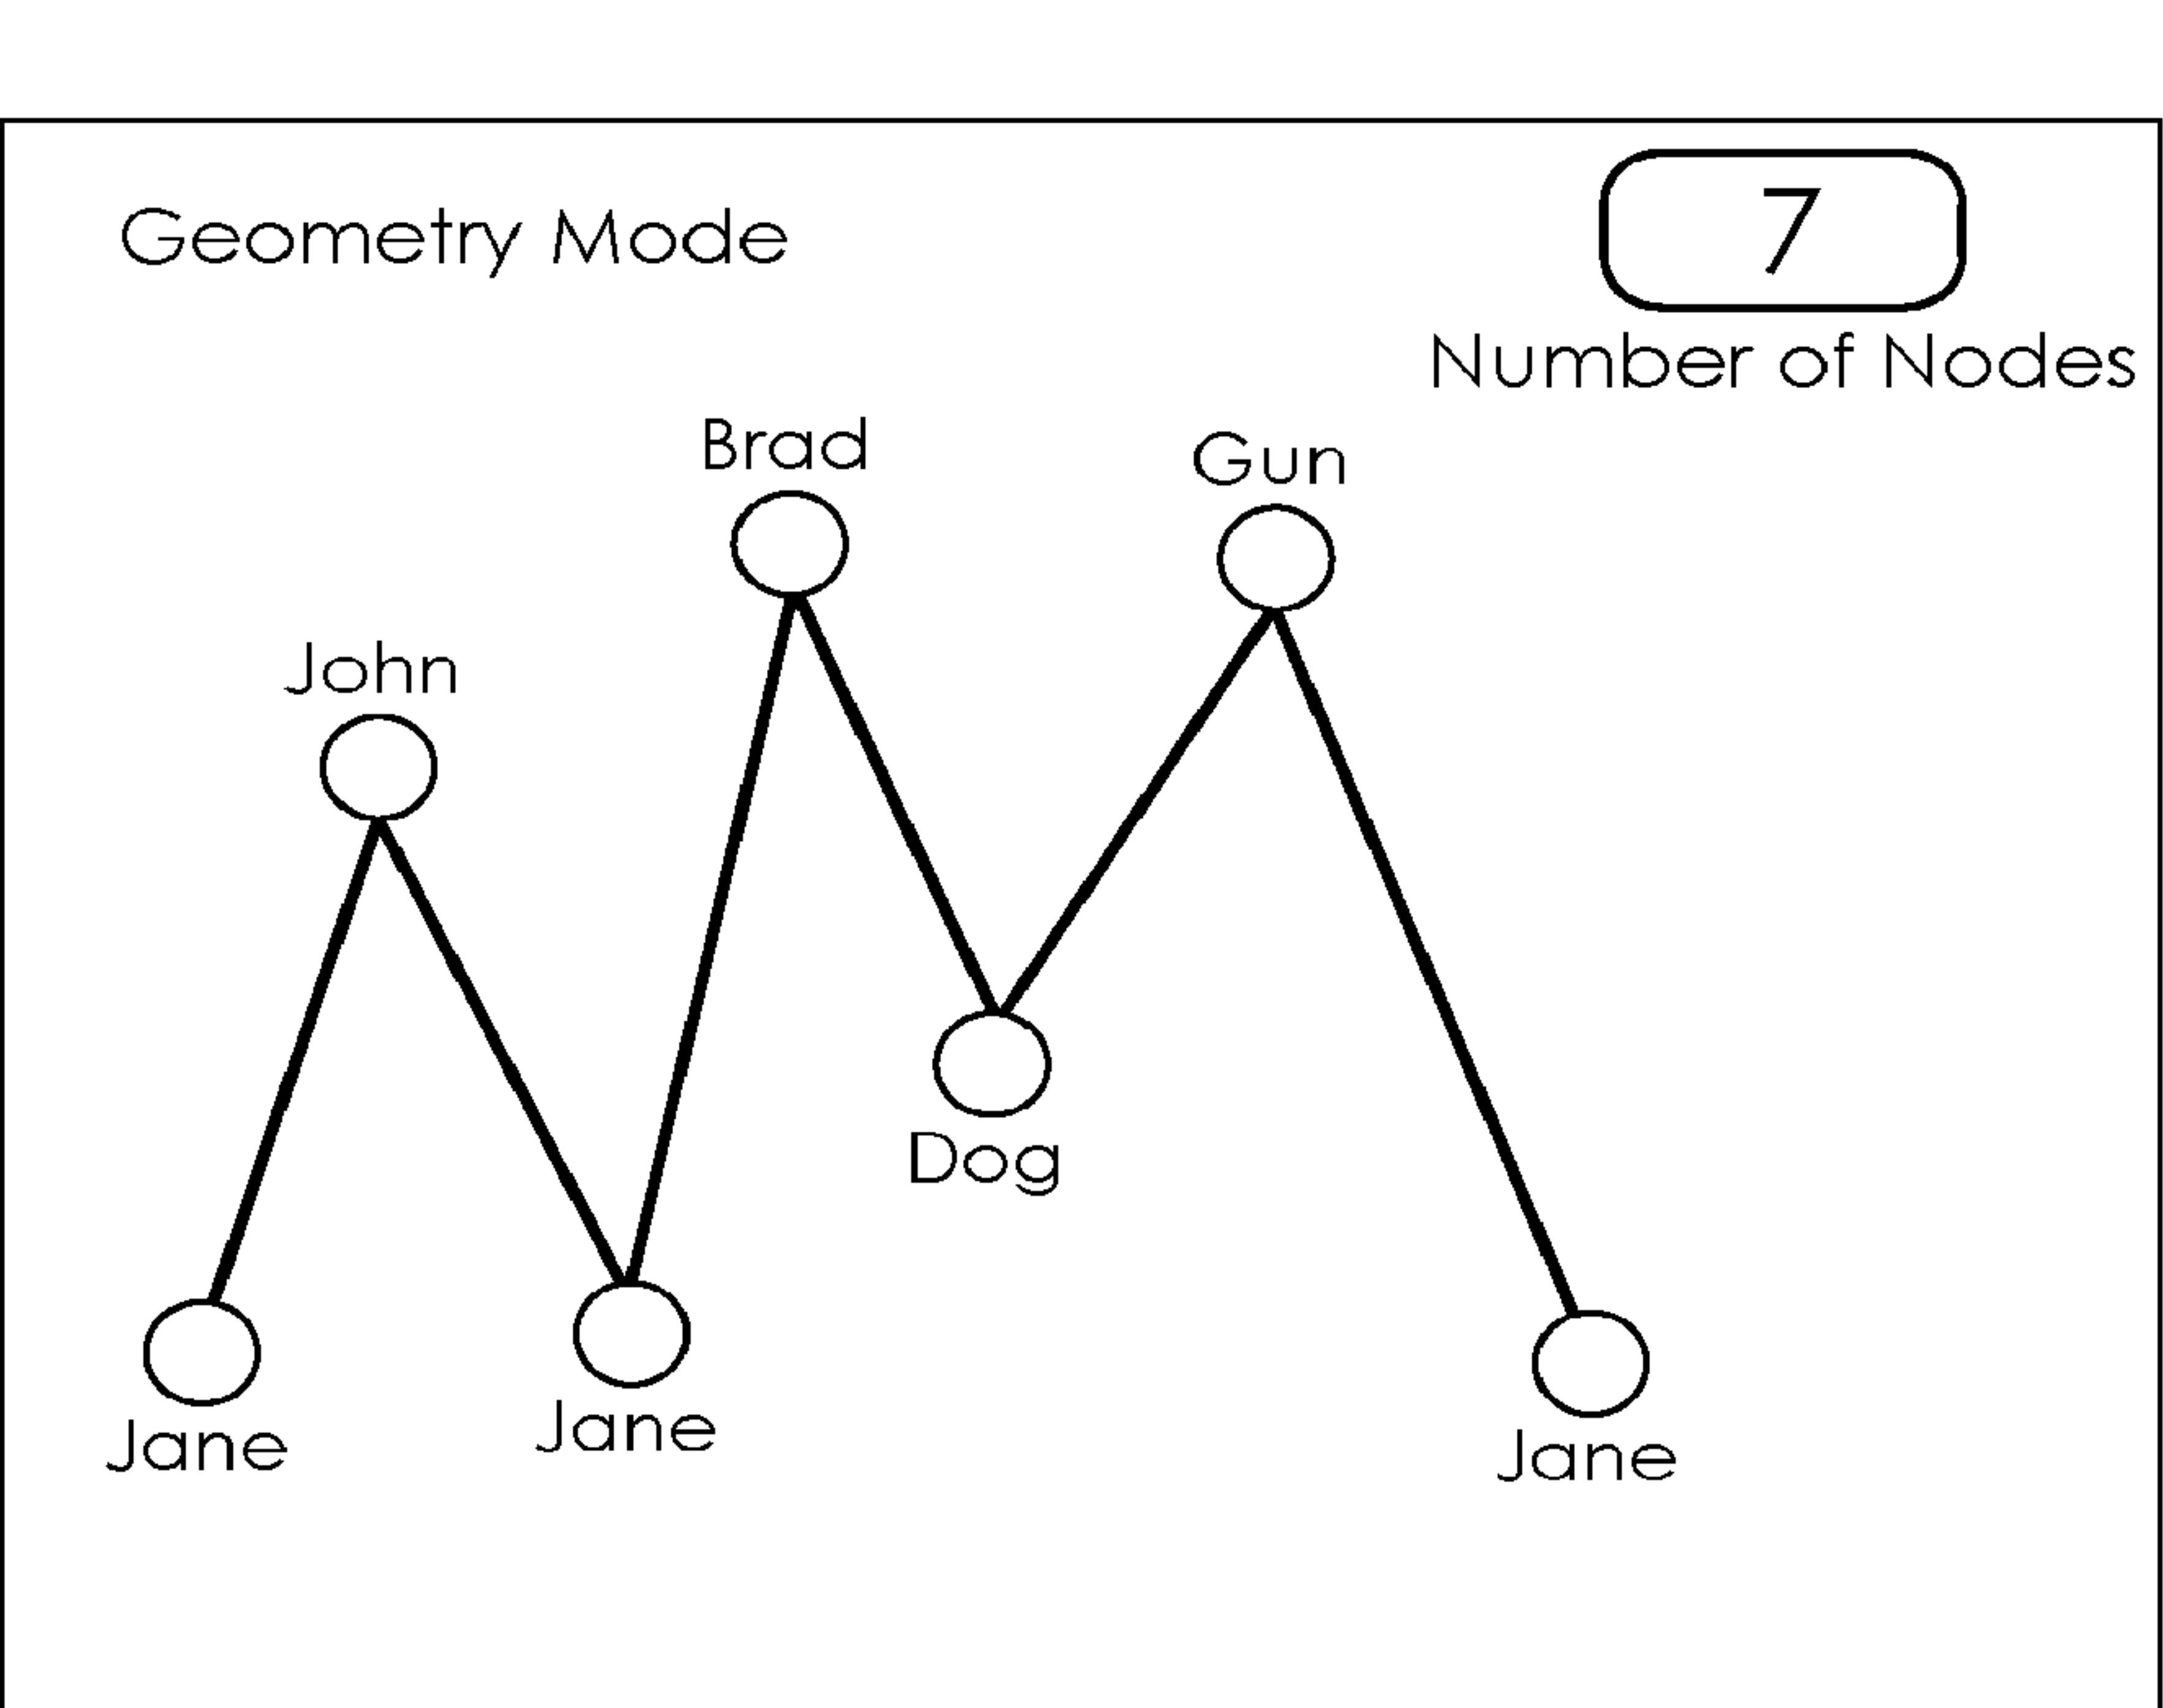 Geometry Mode
7
Number of Nodes
Brad
Gun
John
Dog
Jane
Jane
Jane